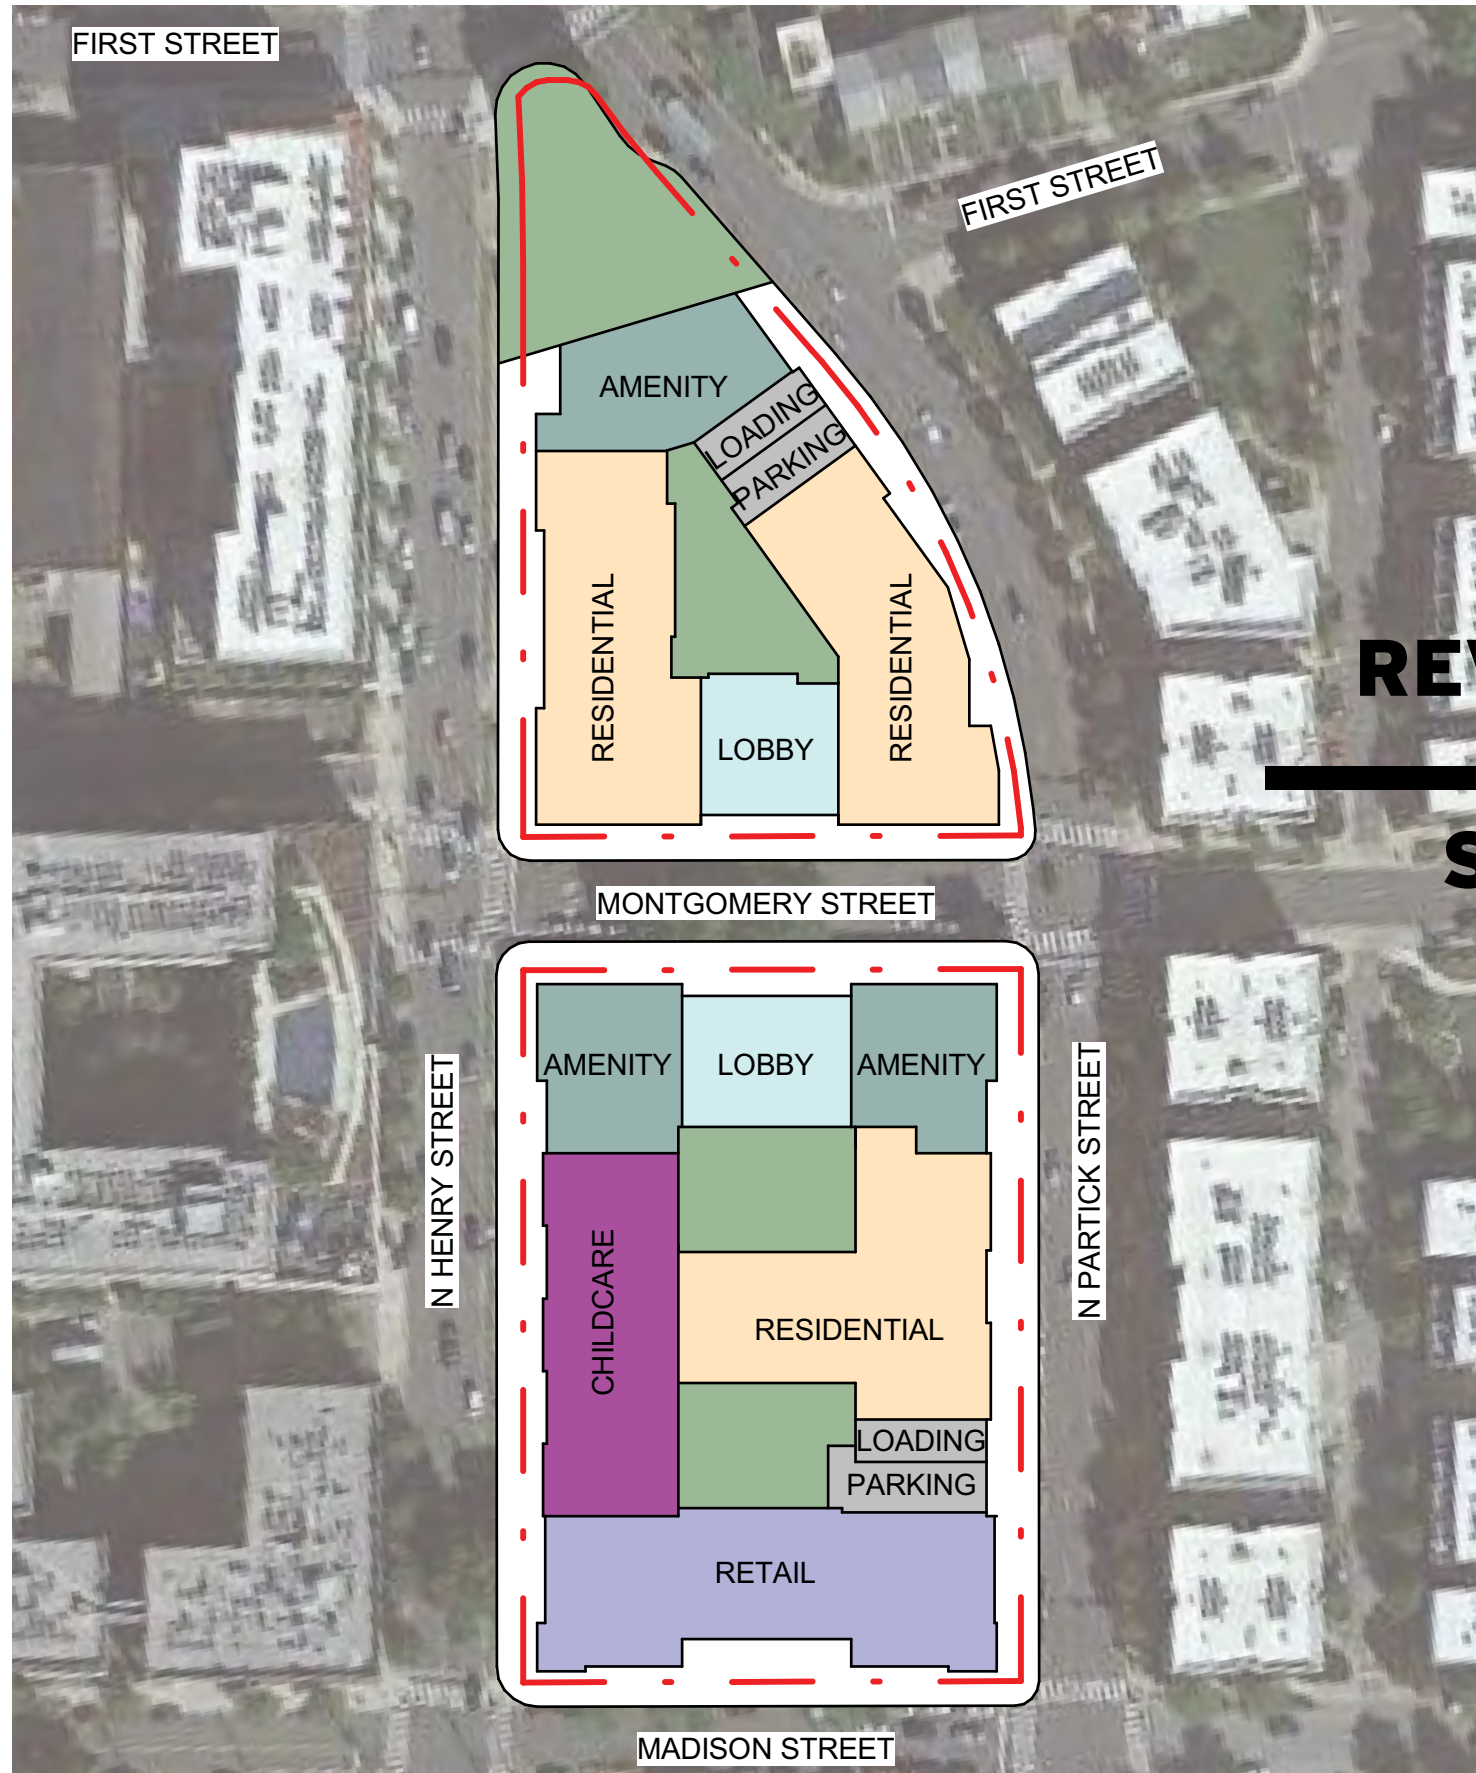 FIRST STREET
FIRST STREET
AMENITY
LOADING
PARKING
RESIDENTIAL
RESIDENTIAL
LOBBY
MONTGOMERY STREET
AMENITY
LOBBY
AMENITY
N HENRY STREET
N PARTICK STREET
CHILDCARE
RESIDENTIAL
LOADING
PARKING
RETAIL
MADISON STREET